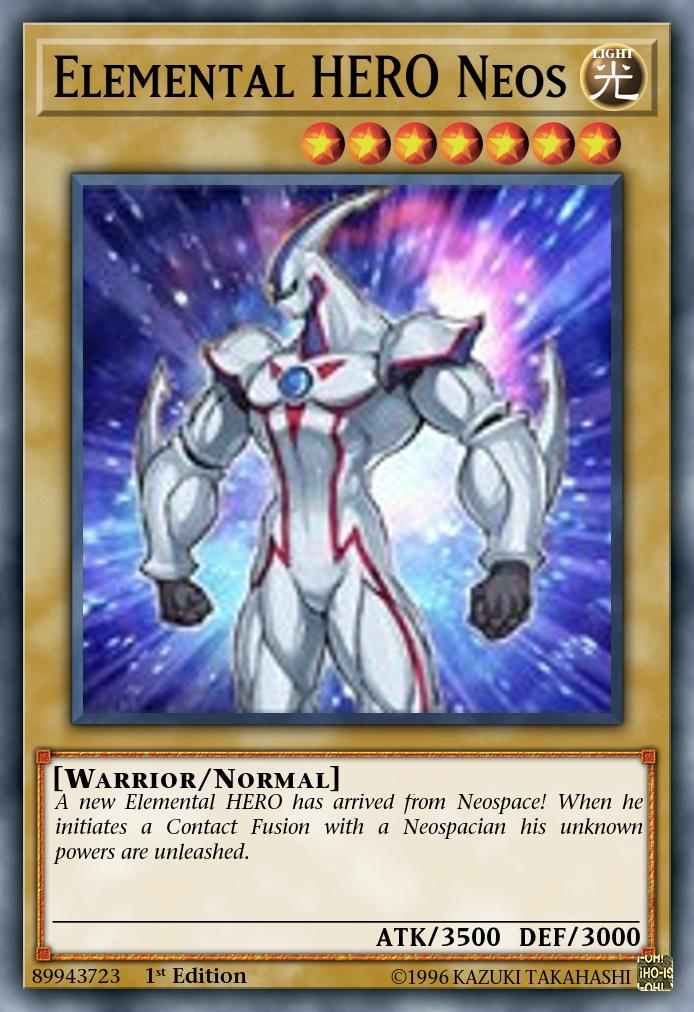 ELEMENTAL HERO NEOS
LIGHT
光
[WARRIOR/NORMAL]
A new Elemental HERO has arrived from Neospace! When he
initiates a Contact Fusion with a Neospacian his unknown
powers are unleashed.
ATK/3500 DEF/3000
89943723 1st Edition ©1996 KAZUKI TAKAHASHI